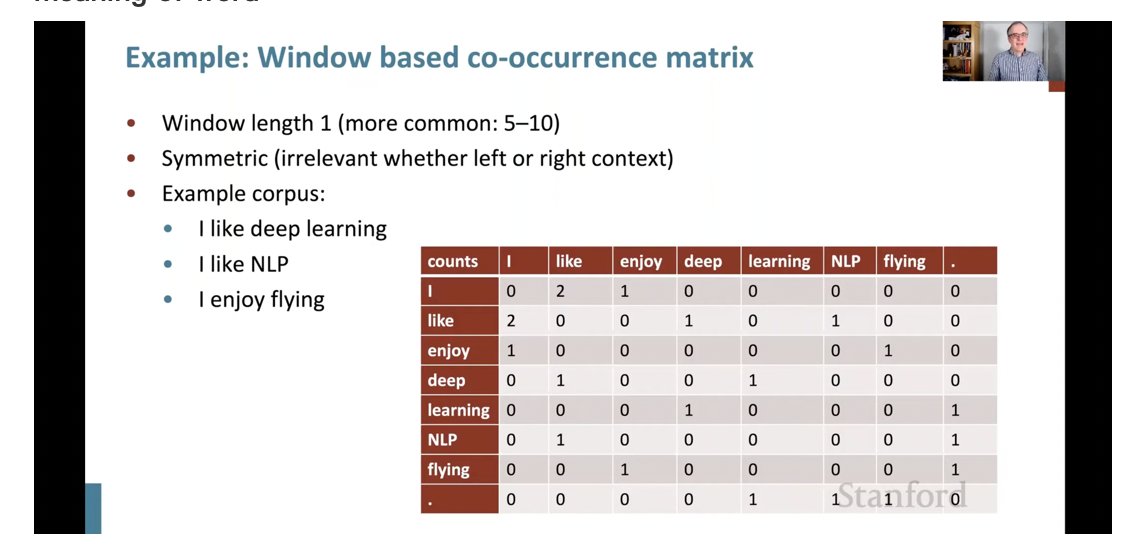 Example: Window based co-occurrence matrix
• Window length 1 (more common: 5–10)
• Symmetric (irrelevant whether left or right context)
• Example corpus:
• I like deep learning
• I like NLP
• I enjoy flying
counts I like enjoy deep learning NLP flying .
I 0 2 1 0 0 0 0 0
like 2 0 0 1 0 1 0 0
enjoy 1 0 0 0 0 0 1 0
deep 0 1 0 0 1 0 0 0
learning 0 0 0 1 0 0 0 1
NLP 0 1 0 0 0 0 0 1
flying 0 0 1 0 0 0 0 1
. 0 0 0 0 1 1 1 0
Stanford